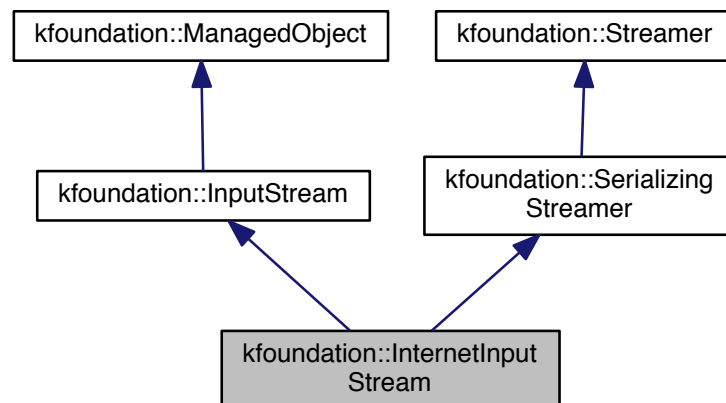 kfoundation::ManagedObject
kfoundation::Streamer
kfoundation::InputStream
kfoundation::Serializing
Streamer
kfoundation::InternetInput
Stream